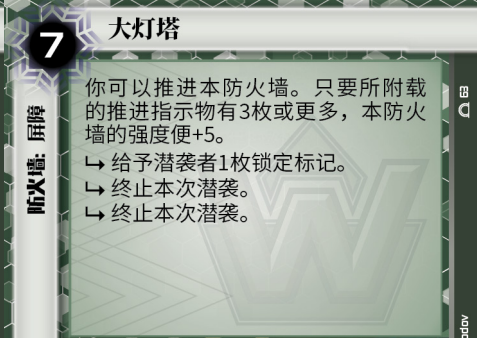 7
大灯塔
你可以推进本防火墙。只要所附载
的推进指示物有3枚或更多，本防火
墙的强度便+5。
↳ 给予潜袭者1枚锁定标记。
↳ 终止本次潜袭。
↳ 终止本次潜袭。
防火墙：屏障
63